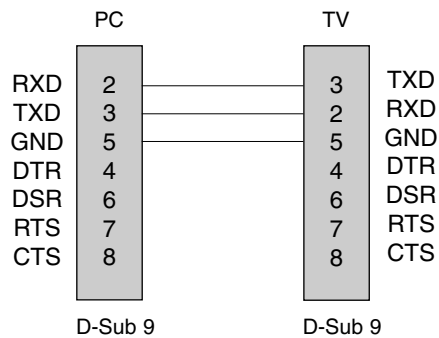 PC TV
RXD 2 3 TXD
TXD 3 2 RXD
GND 5 5 GND
DTR 4 4 DTR
DSR 6 6 DSR
RTS 7 7 RTS
CTS 8 8 CTS
D-Sub 9 D-Sub 9